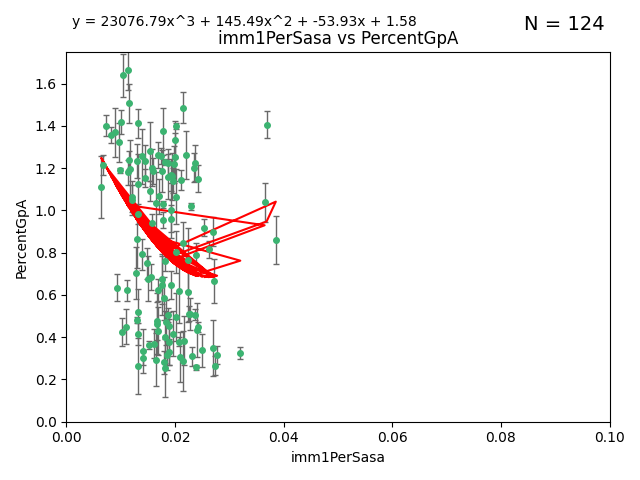 y = 23076.79x^3 + 145.49x^2 + -53.93x + 1.58
N = 124
imm1PerSasa vs PercentGpA
PercentGpA
1.6
1.4
1.2
1.0
0.8
0.6
0.4
0.2
0.0
0.00 0.02 0.04 0.06 0.08 0.10
imm1PerSasa